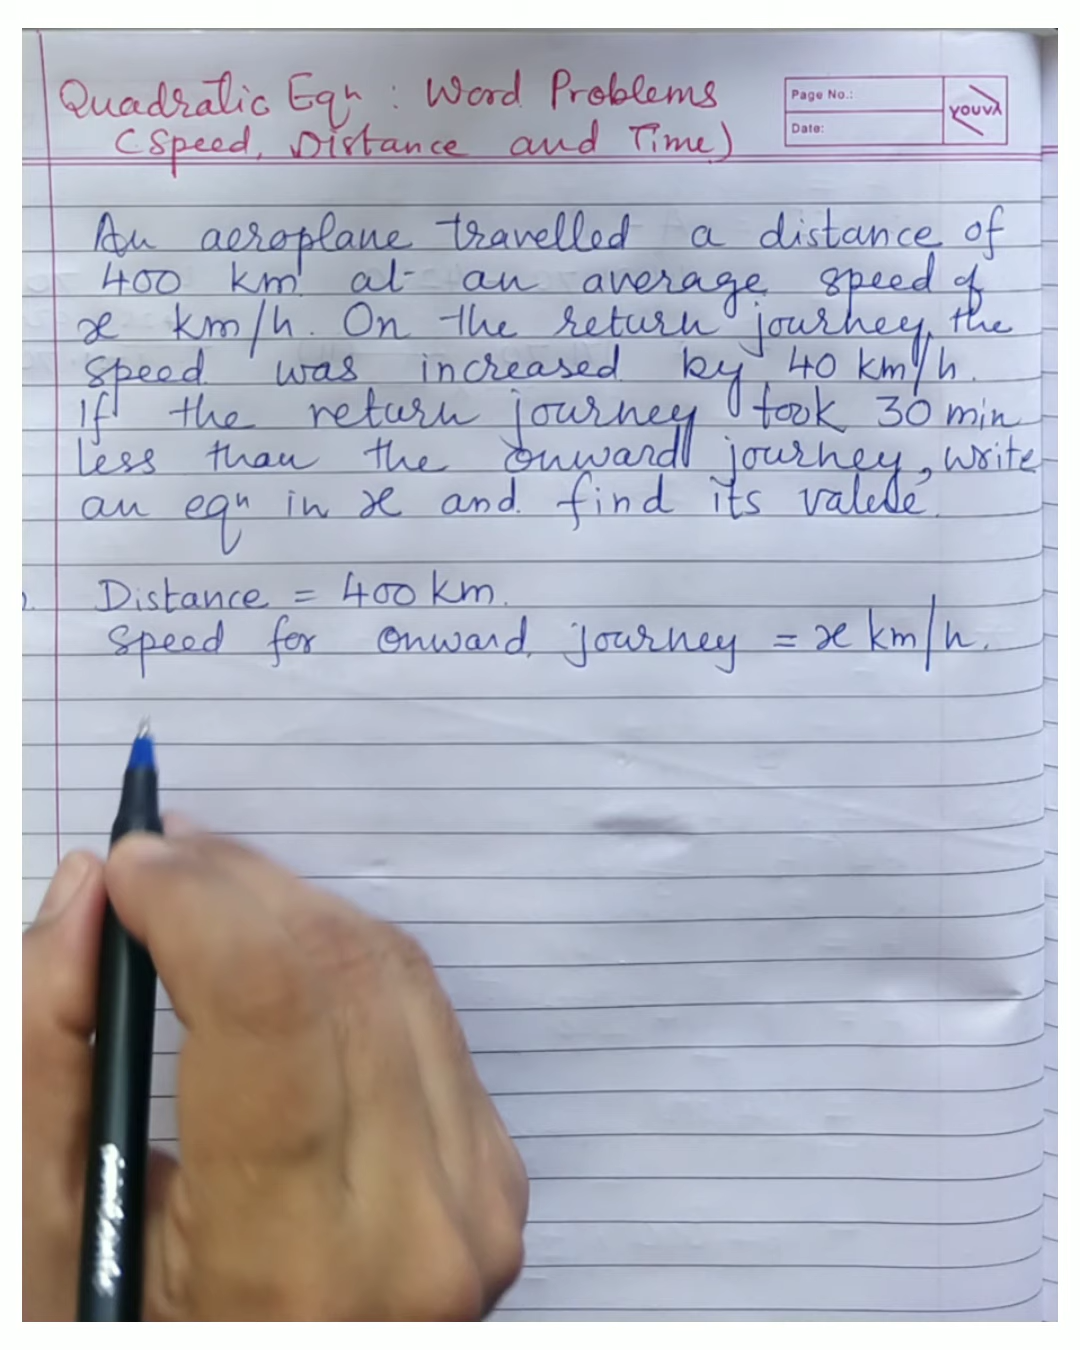 Quadratic Eqn : Word Problems
(Speed, Distance and Time)
Page No.:
Date:
YOUVA
An aeroplane travelled a distance of
400 km at an average speed of
x km/h. On the return journey, the
speed was increased by 40 km/h.
If the return journey took 30 min
less than the onward journey, write
an eqn in x and find its value.
Distance = 400 km.
Speed for onward journey = x km/h.